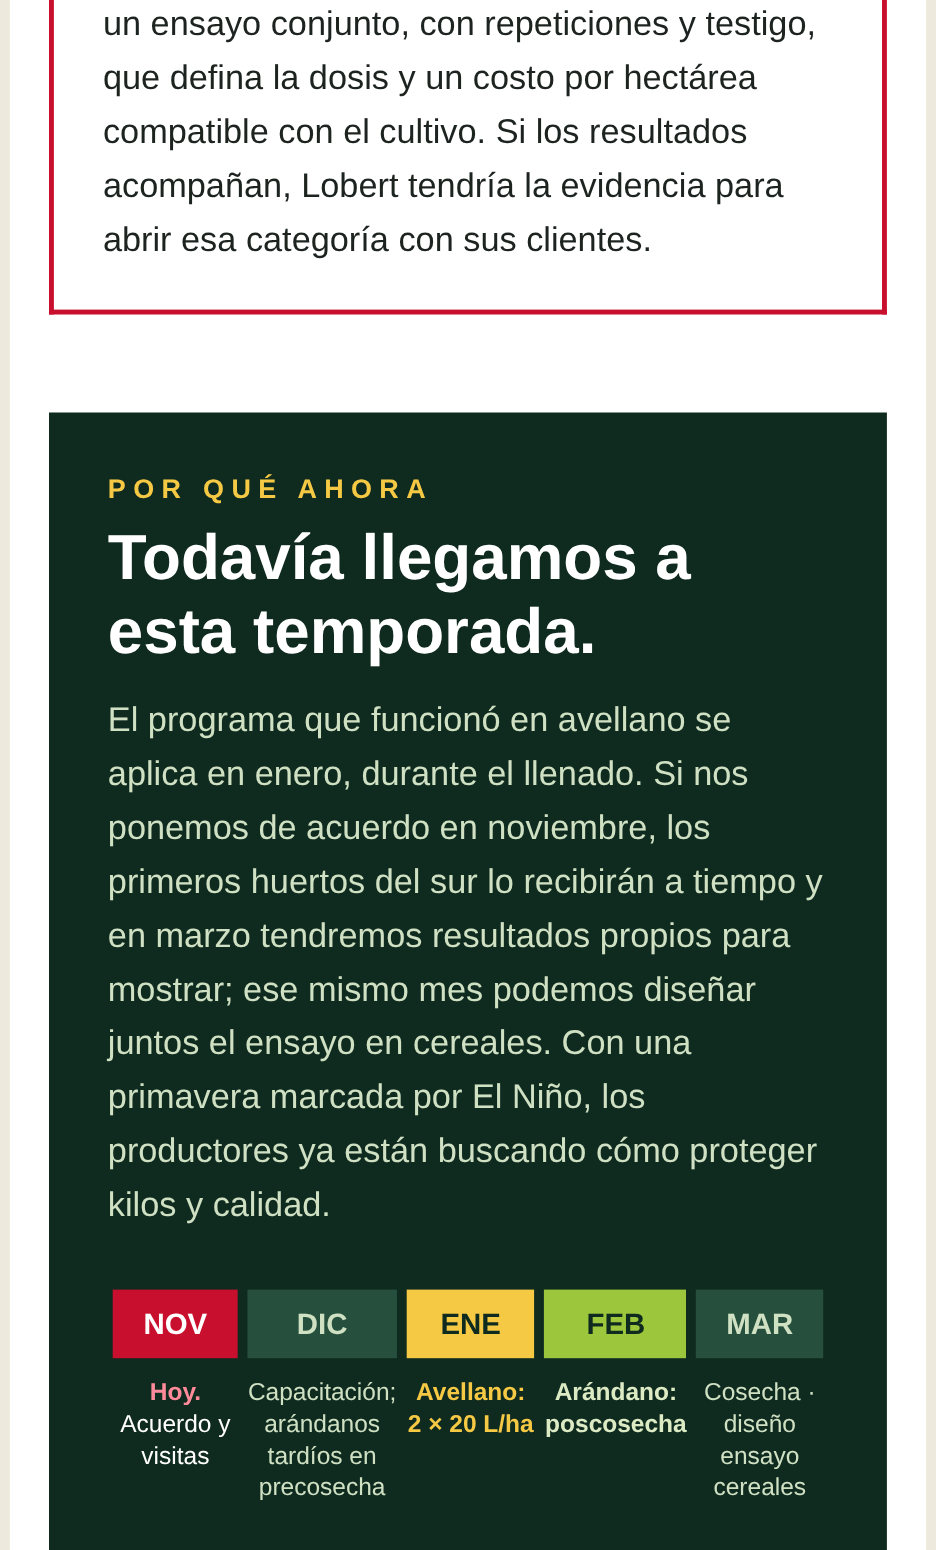 un ensayo conjunto, con repeticiones y testigo,
que defina la dosis y un costo por hectárea
compatible con el cultivo. Si los resultados
acompañan, Lobert tendría la evidencia para
abrir esa categoría con sus clientes.
POR QUÉ AHORA
Todavía llegamos a
esta temporada.
El programa que funcionó en avellano se
aplica en enero, durante el llenado. Si nos
ponemos de acuerdo en noviembre, los
primeros huertos del sur lo recibirán a tiempo y
en marzo tendremos resultados propios para
mostrar; ese mismo mes podemos diseñar
juntos el ensayo en cereales. Con una
primavera marcada por El Niño, los
productores ya están buscando cómo proteger
kilos y calidad.
NOV
Hoy.
Acuerdo y
visitas
DIC
Capacitación;
arándanos
tardíos en
precosecha
ENE
Avellano:
2 × 20 L/ha
FEB
Arándano:
poscosecha
MAR
Cosecha ·
diseño
ensayo
cereales